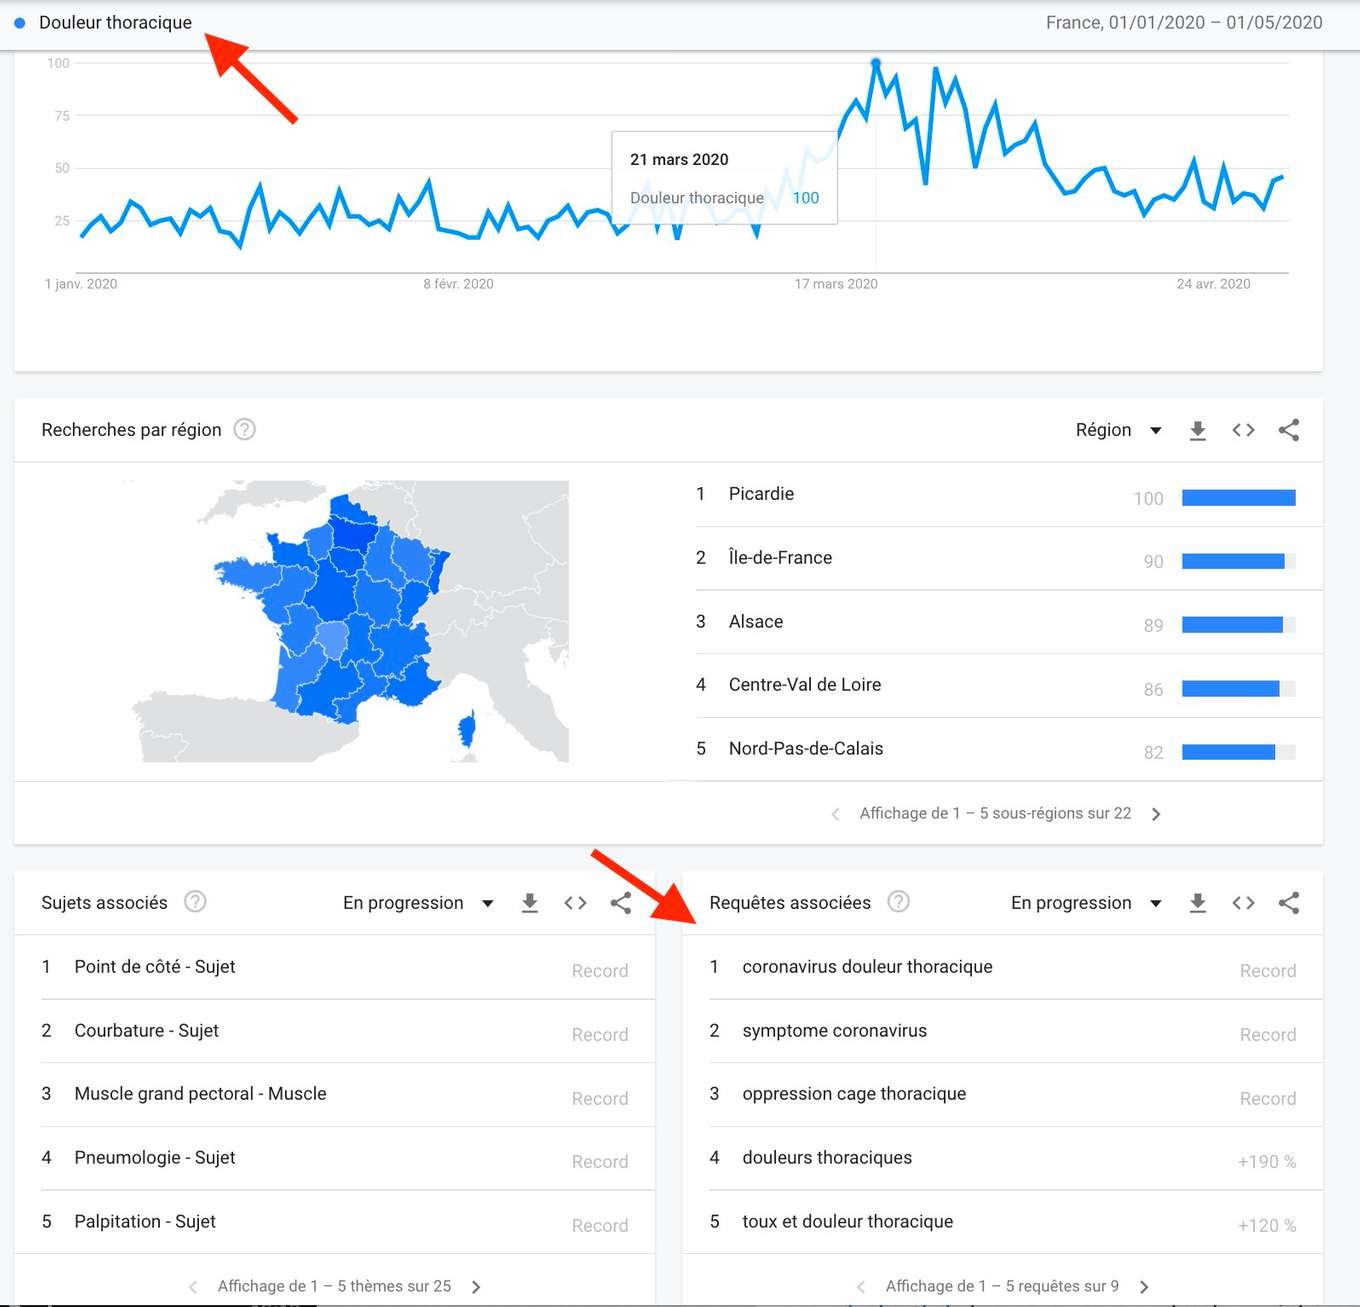 Douleur thoracique
France, 01/01/2020 – 01/05/2020
100
75
50
25
21 mars 2020
Douleur thoracique 100
1 janv. 2020
8 févr. 2020
17 mars 2020
24 avr. 2020
Recherches par région ?
Région
1 Picardie 100
2 Île-de-France 90
3 Alsace 89
4 Centre-Val de Loire 86
5 Nord-Pas-de-Calais 82
Affichage de 1 – 5 sous-régions sur 22
Sujets associés ?
En progression
1 Point de côté - Sujet Record
2 Courbature - Sujet Record
3 Muscle grand pectoral - Muscle Record
4 Pneumologie - Sujet Record
5 Palpitation - Sujet Record
Affichage de 1 – 5 thèmes sur 25
Requêtes associées ?
En progression
1 coronavirus douleur thoracique Record
2 symptome coronavirus Record
3 oppression cage thoracique Record
4 douleurs thoraciques +190 %
5 toux et douleur thoracique +120 %
Affichage de 1 – 5 requêtes sur 9